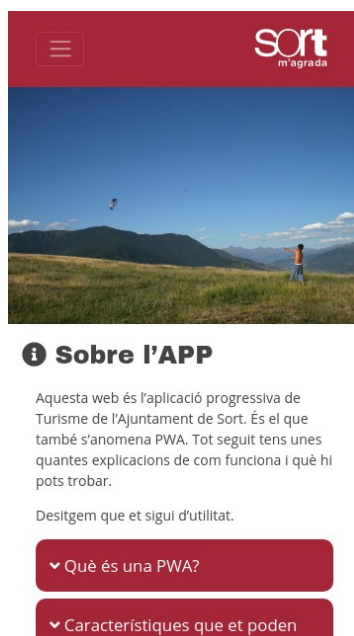 sort
m'agrada
Sobre l'APP
Aquesta web és l'aplicació progressiva de
Turisme de l'Ajuntament de Sort. És el que
també s'anomena PWA. Tot seguit tens unes
quantes explicacions de com funciona i què hi
pots trobar.
Desitgem que et sigui d'utilitat.
Què és una PWA?
Característiques que et poden